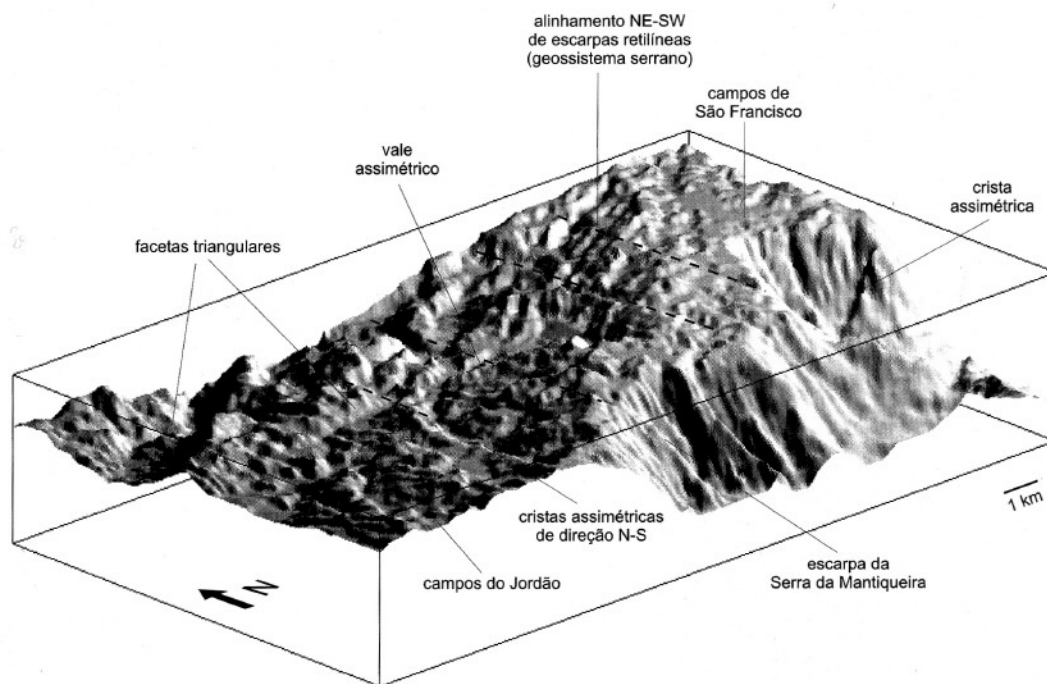 alinhamento NE-SW
de escarpas retilíneas
(geossistema serrano)
campos de
São Francisco
vale
assimétrico
crista
assimétrica
facetas triangulares
1 km
cristas assimétricas
de direção N-S
campos do Jordão
escarpa da
Serra da Mantiqueira
N